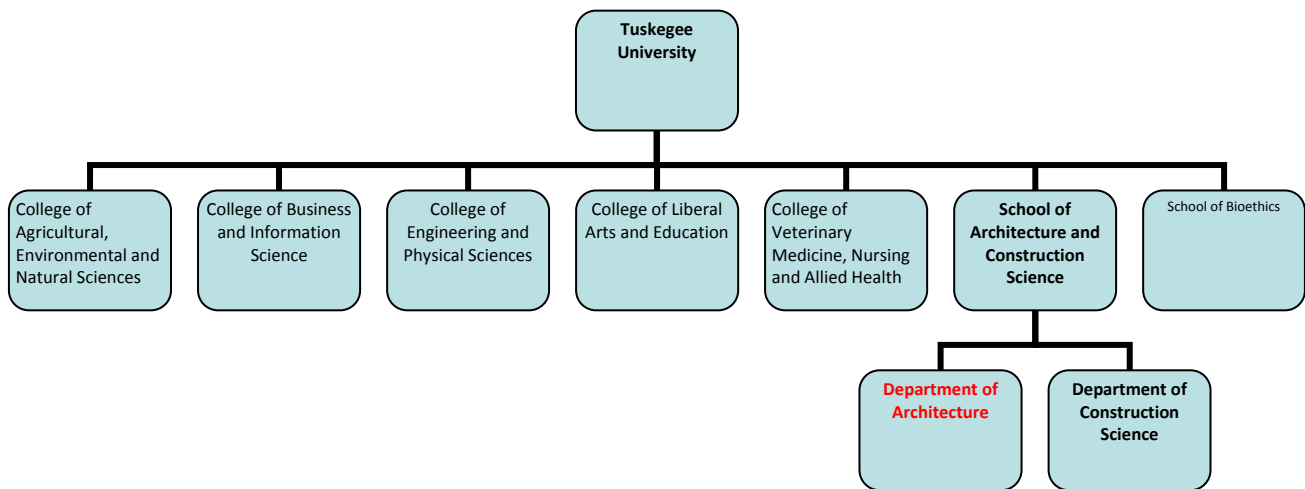 Tuskegee
University
College of
Agricultural,
Environmental and
Natural Sciences
College of Business
and Information
Science
College of
Engineering and
Physical Sciences
College of Liberal
Arts and Education
College of
Veterinary
Medicine, Nursing
and Allied Health
School of
Architecture and
Construction
Science
School of Bioethics
Department of
Architecture
Department of
Construction
Science